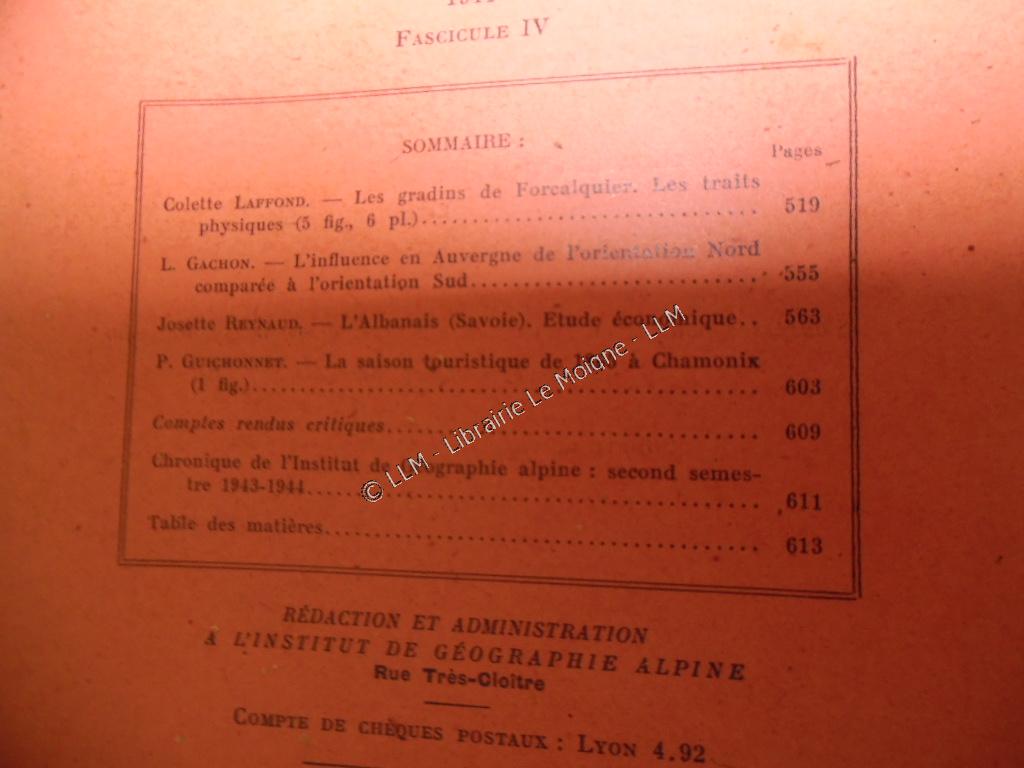 FASCICULE IV
SOMMAIRE :
Pages
Colette LAFFOND. — Les gradins de Forcalquier. Les traits
physiques (5 fig., 6 pl.)................................ 519
L. GACHON. — L'influence en Auvergne de l'orientation Nord
comparée à l'orientation Sud........................... 555
Josette REYNAUD. — L'Albanais (Savoie). Etude économique.. 563
P. GUICHONNET. — La saison touristique de à Chamonix
(1 fig.)................................................ 603
Comptes rendus critiques................................ 609
Chronique de l'Institut de géographie alpine : second semes-
tre 1943-1944........................................... 611
Table des matières...................................... 613
© LLM - Librairie Le Moigne - LLM
RÉDACTION ET ADMINISTRATION
A L'INSTITUT DE GÉOGRAPHIE ALPINE
Rue Très-Cloître
COMPTE DE CHÈQUES POSTAUX : LYON 4.92